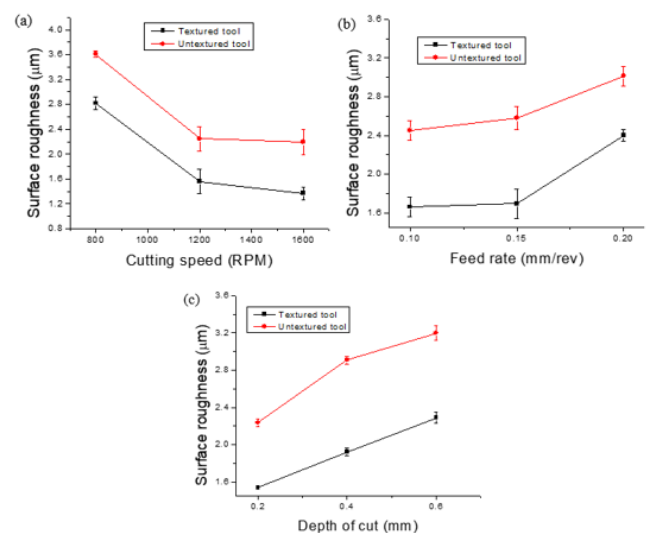 (a)
Textured tool
Untextured tool
4.0
3.6
3.2
2.8
2.4
2.0
1.6
1.2
0.8
Surface roughness (μm)
800
1000
1200
1400
1600
Cutting speed (RPM)
(b)
Textured tool
Untextured tool
3.6
3.2
2.8
2.4
2.0
1.6
Surface roughness (μm)
0.10
0.15
0.20
Feed rate (mm/rev)
(c)
Textured tool
Untextured tool
3.6
3.2
2.8
2.4
2.0
1.6
Surface roughness (μm)
0.2
0.4
0.6
Depth of cut (mm)